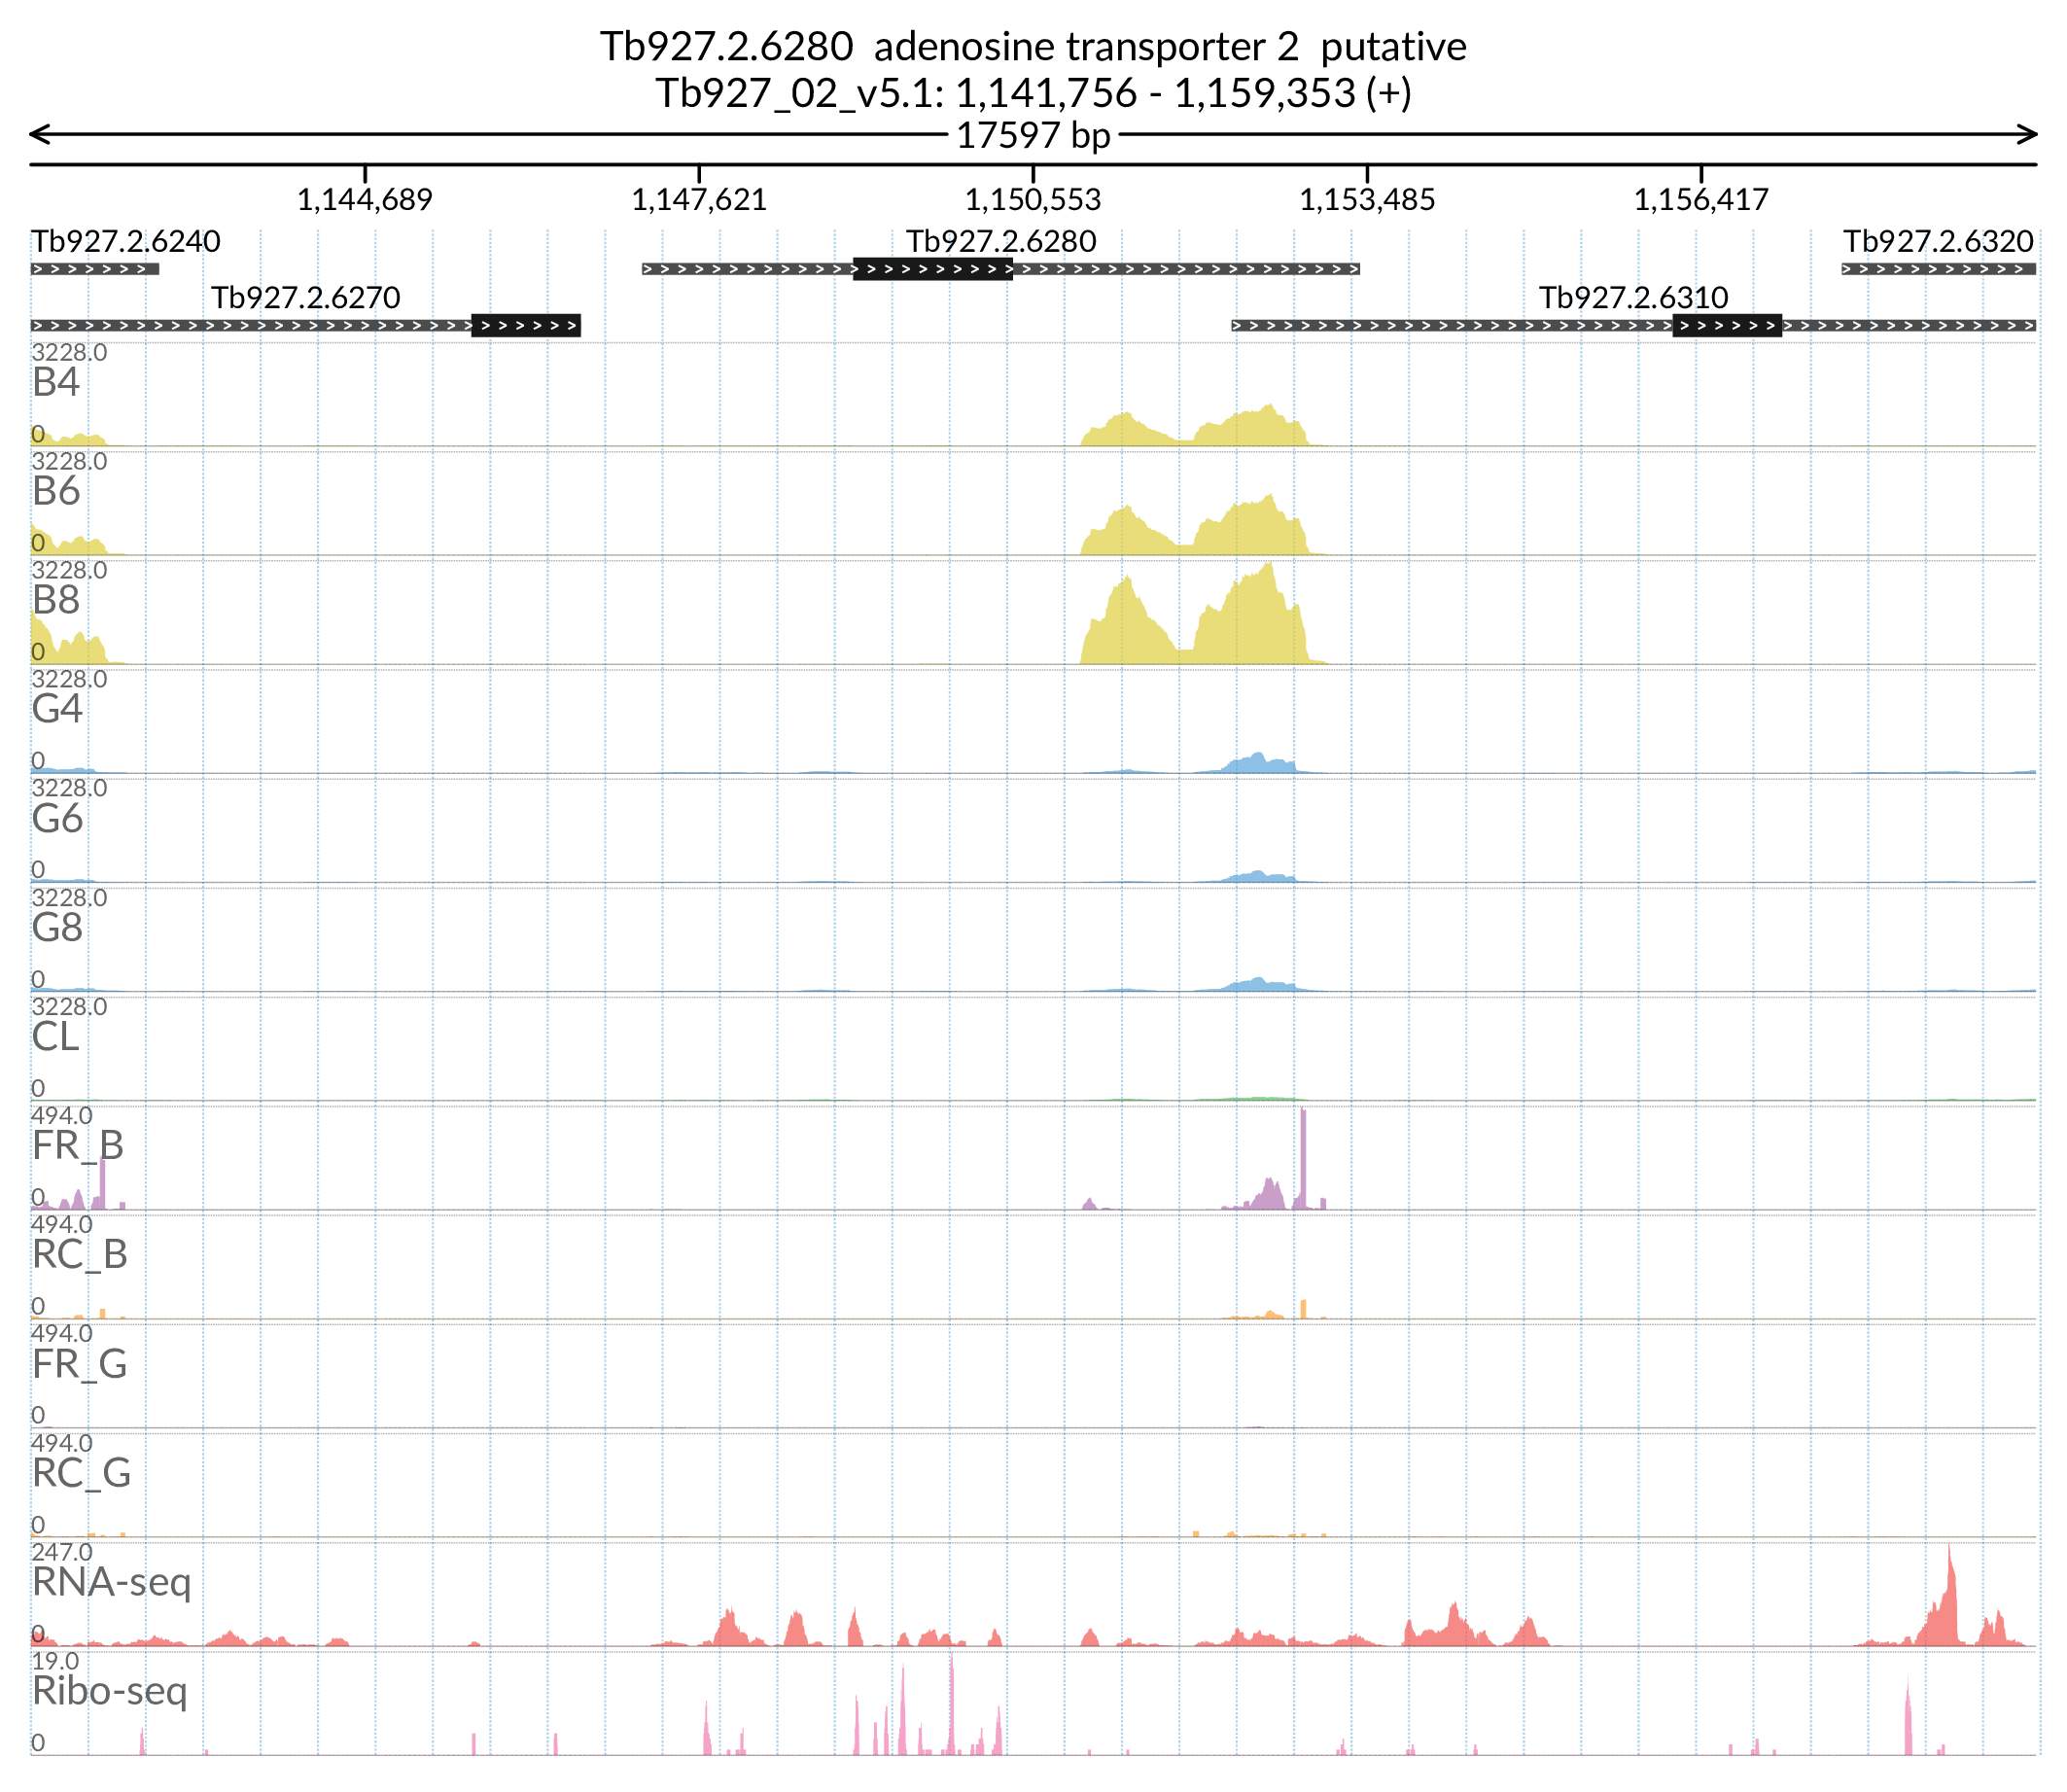 Tb927.2.6280  adenosine transporter 2  putative
Tb927_02_v5.1: 1,141,756 - 1,159,353 (+)
17597 bp
1,144,689 1,147,621 1,150,553 1,153,485 1,156,417
Tb927.2.6240 Tb927.2.6280 Tb927.2.6320
Tb927.2.6270 Tb927.2.6310
3228.0
B4
0
3228.0
B6
0
3228.0
B8
0
3228.0
G4
0
3228.0
G6
0
3228.0
G8
0
3228.0
CL
0
494.0
FR_B
0
494.0
RC_B
0
494.0
FR_G
0
494.0
RC_G
0
247.0
RNA-seq
0
19.0
Ribo-seq
0